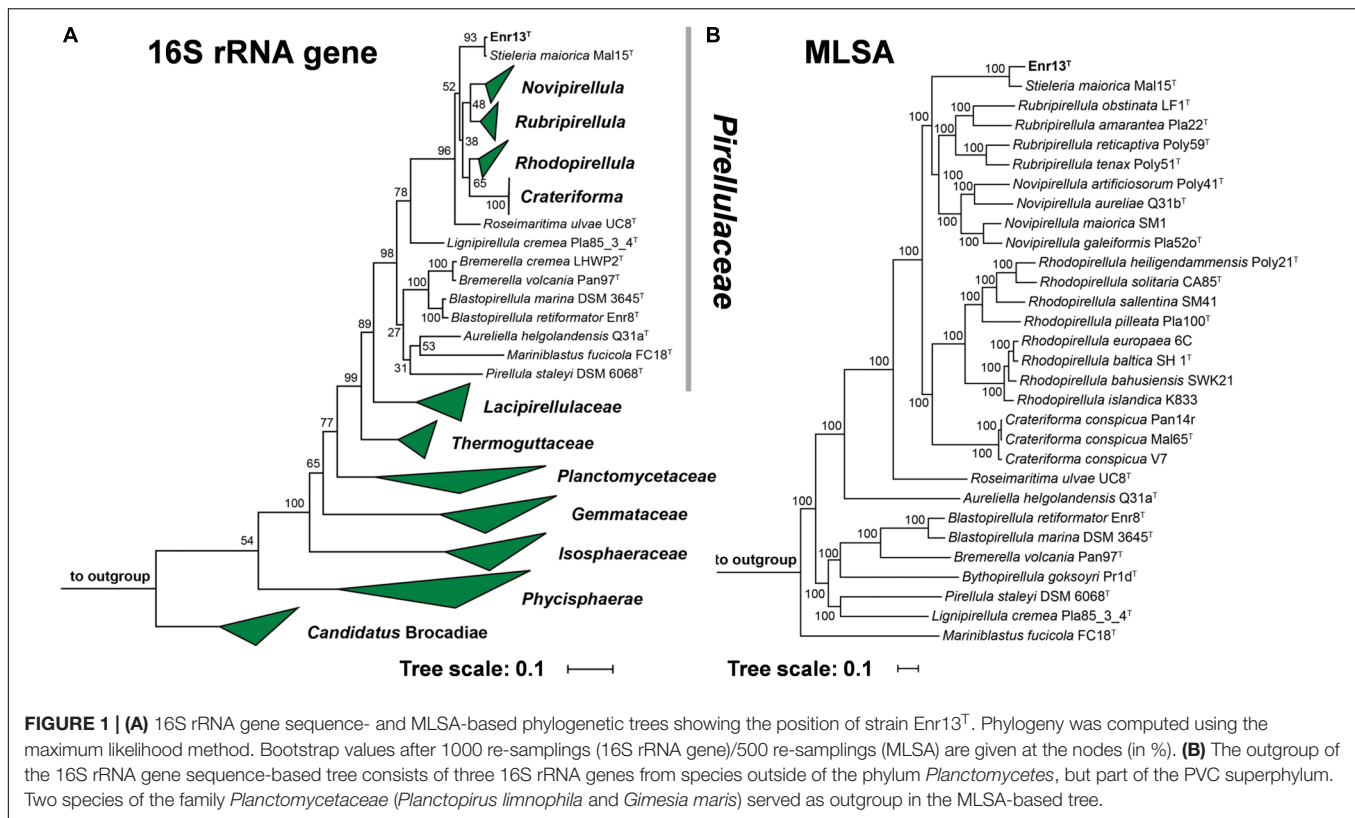 A
16S rRNA gene
93
Enr13ᵀ
Stieleria maiorica Mal15ᵀ
52
Novipirellula
48
Rubripirellula
38
96
Rhodopirellula
65
Crateriforma
100
78
Roseimaritima ulvae UC8ᵀ
Lignipirellula cremea Pla85_3_4ᵀ
98
100
Bremerella cremea LHWP2ᵀ
Bremerella volcania Pan97ᵀ
100
Blastopirellula marina DSM 3645ᵀ
100
Blastopirellula retiformator Enr8ᵀ
89
27
Aureliella helgolandensis Q31aᵀ
53
Mariniblastus fucicola FC18ᵀ
31
Pirellula staleyi DSM 6068ᵀ
99
Lacipirellulaceae
77
Thermoguttaceae
65
Planctomycetaceae
100
Gemmataceae
54
Isosphaeraceae
to outgroup
Phycisphaerae
Candidatus Brocadiae
Tree scale: 0.1
Pirellulaceae
B
MLSA
100
Enr13ᵀ
Stieleria maiorica Mal15ᵀ
100
100
Rubripirellula obstinata LF1ᵀ
Rubripirellula amarantea Pla22ᵀ
100
100
Rubripirellula reticaptiva Poly59ᵀ
Rubripirellula tenax Poly51ᵀ
100
100
Novipirellula artificiosorum Poly41ᵀ
Novipirellula aureliae Q31bᵀ
100
Novipirellula maiorica SM1
100
Novipirellula galeiformis Pla52oᵀ
100
100
Rhodopirellula heiligendammensis Poly21ᵀ
100
Rhodopirellula solitaria CA85ᵀ
100
Rhodopirellula sallentina SM41
Rhodopirellula pilleata Pla100ᵀ
100
100
Rhodopirellula europaea 6C
Rhodopirellula baltica SH 1ᵀ
100
Rhodopirellula bahusiensis SWK21
100
Rhodopirellula islandica K833
100
100
Crateriforma conspicua Pan14r
Crateriforma conspicua Mal65ᵀ
100
Crateriforma conspicua V7
100
Roseimaritima ulvae UC8ᵀ
Aureliella helgolandensis Q31aᵀ
100
100
Blastopirellula retiformator Enr8ᵀ
100
Blastopirellula marina DSM 3645ᵀ
100
Bremerella volcania Pan97ᵀ
to outgroup
Bythopirellula goksoyri Pr1dᵀ
100
Pirellula staleyi DSM 6068ᵀ
100
Lignipirellula cremea Pla85_3_4ᵀ
Mariniblastus fucicola FC18ᵀ
Tree scale: 0.1
FIGURE 1 | (A) 16S rRNA gene sequence- and MLSA-based phylogenetic trees showing the position of strain Enr13ᵀ. Phylogeny was computed using the
maximum likelihood method. Bootstrap values after 1000 re-samplings (16S rRNA gene)/500 re-samplings (MLSA) are given at the nodes (in %). (B) The outgroup of
the 16S rRNA gene sequence-based tree consists of three 16S rRNA genes from species outside of the phylum Planctomycetes, but part of the PVC superphylum.
Two species of the family Planctomycetaceae (Planctopirus limnophila and Gimesia maris) served as outgroup in the MLSA-based tree.